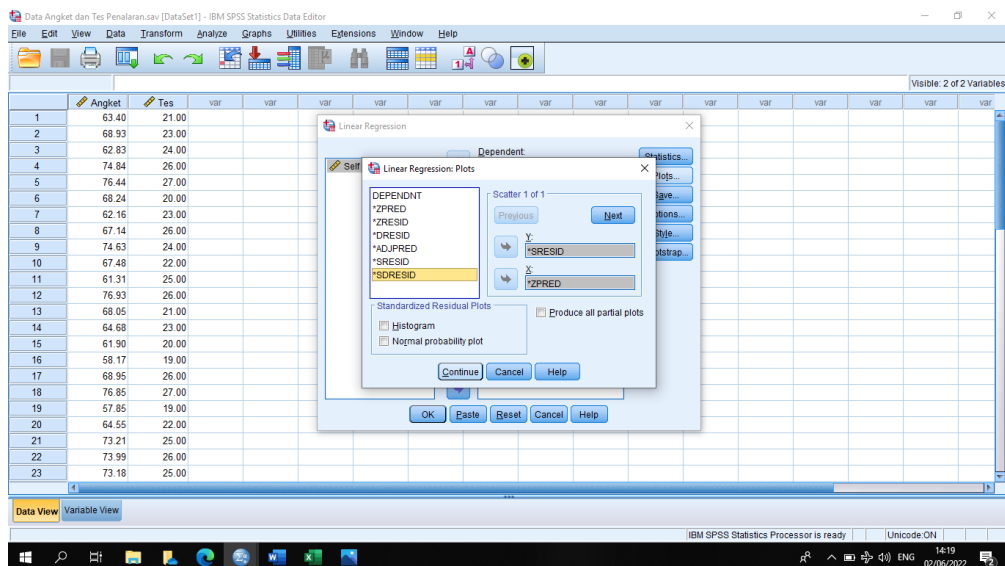 Data Angket dan Tes Penalaran.sav [DataSet1] - IBM SPSS Statistics Data Editor
File Edit View Data Transform Analyze Graphs Utilities Extensions Window Help
Visible: 2 of 2 Variables
Angket Tes var var var var var var var var var var var var var var var
1 63.40 21.00
2 68.93 23.00
3 62.83 24.00
4 74.84 26.00
5 76.44 27.00
6 68.24 20.00
7 62.16 23.00
8 67.14 26.00
9 74.63 24.00
10 67.48 22.00
11 61.31 25.00
12 76.93 26.00
13 68.05 21.00
14 64.68 23.00
15 61.90 20.00
16 58.17 19.00
17 68.95 26.00
18 76.85 27.00
19 57.85 19.00
20 64.55 22.00
21 73.21 25.00
22 73.99 26.00
23 73.18 25.00
Linear Regression
Dependent:
Self
Statistics...
Plots...
Save...
Options...
Style...
Bootstrap...
Linear Regression: Plots
DEPENDNT
*ZPRED
*ZRESID
*DRESID
*ADJPRED
*SRESID
*SDRESID
Scatter 1 of 1
Previous Next
Y:
*SRESID
X:
*ZPRED
Standardized Residual Plots
Histogram
Normal probability plot
Produce all partial plots
Continue Cancel Help
OK Paste Reset Cancel Help
Data View Variable View
IBM SPSS Statistics Processor is ready Unicode:ON
ENG 14:19
02/06/2022